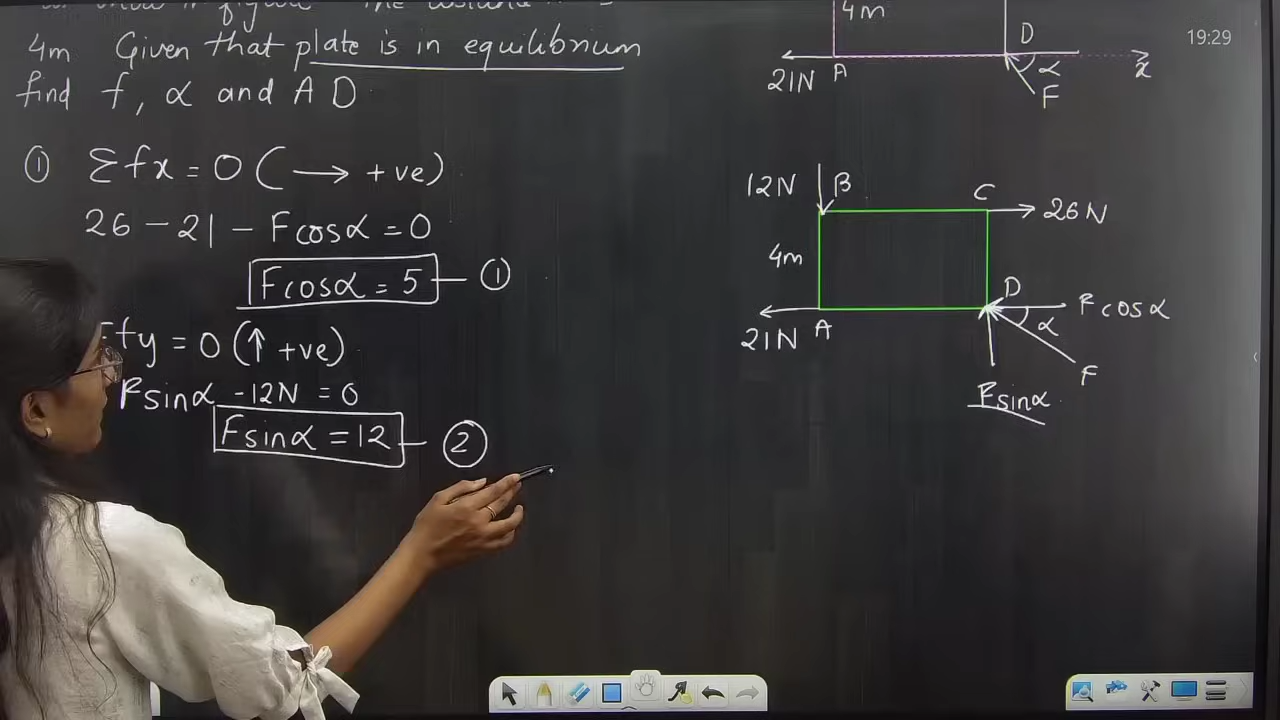 4m Given that plate is in equilibrium
find f, α and A D
① Σfx = 0 ( → +ve)
26 - 21 - Fcosα = 0
Fcosα = 5 — ①
fy = 0 (↑ +ve)
Fsinα - 12N = 0
Fsinα = 12 — ②
4m
D
21N A α x
F
19:29
12N B C
26N
4m
D Fcosα
21N A α
F
Fsinα